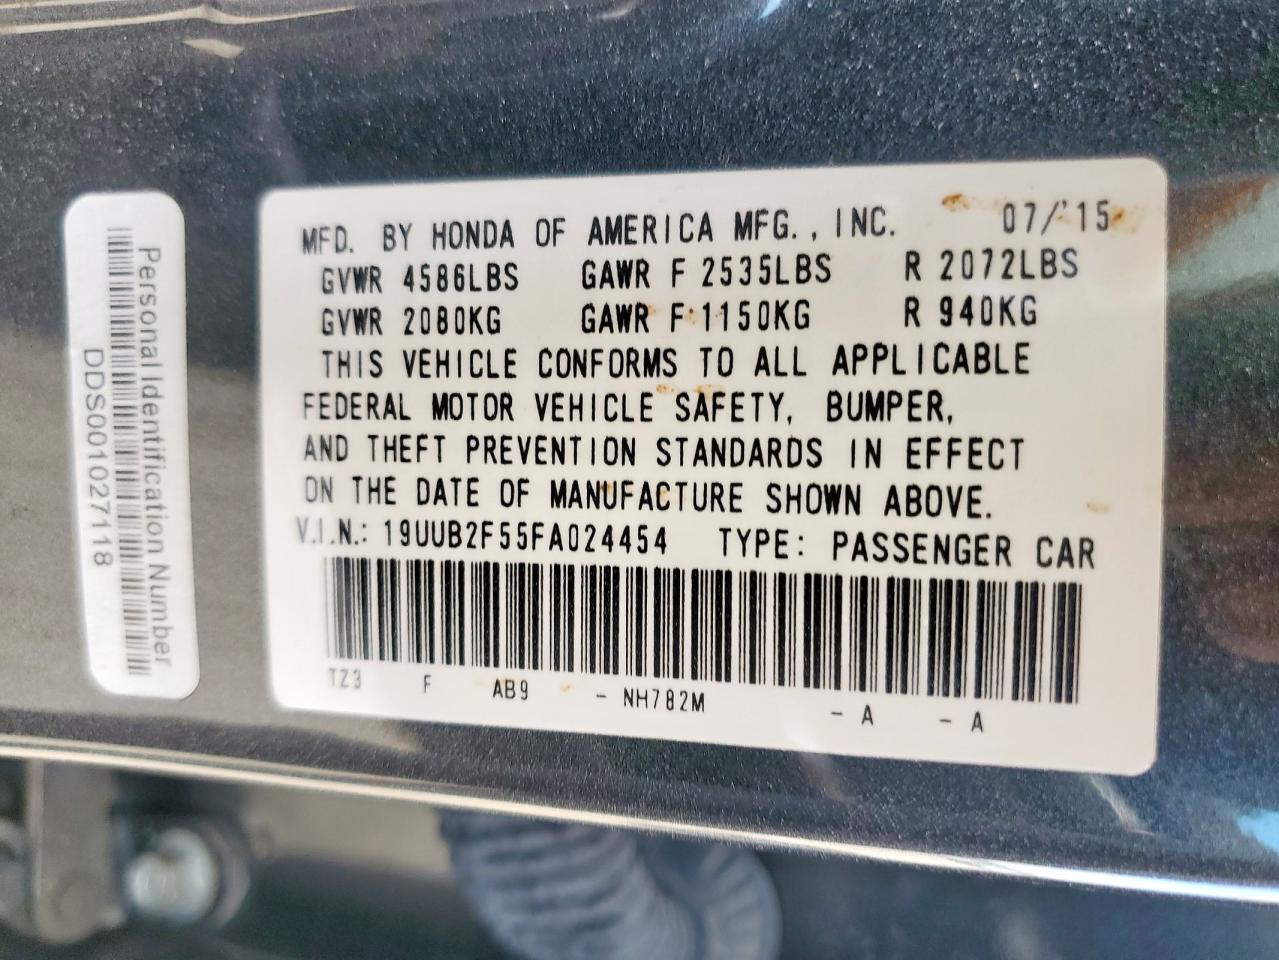 Personal Identification Number
DDS001027118
MFD. BY HONDA OF AMERICA MFG., INC. 07/'15
GVWR 4586LBS GAWR F 2535LBS R 2072LBS
GVWR 2080KG GAWR F 1150KG R 940KG
THIS VEHICLE CONFORMS TO ALL APPLICABLE
FEDERAL MOTOR VEHICLE SAFETY, BUMPER,
AND THEFT PREVENTION STANDARDS IN EFFECT
ON THE DATE OF MANUFACTURE SHOWN ABOVE.
V.I.N.: 19UUB2F55FA024454 TYPE: PASSENGER CAR
TZ3 F AB9 - NH782M - A - A